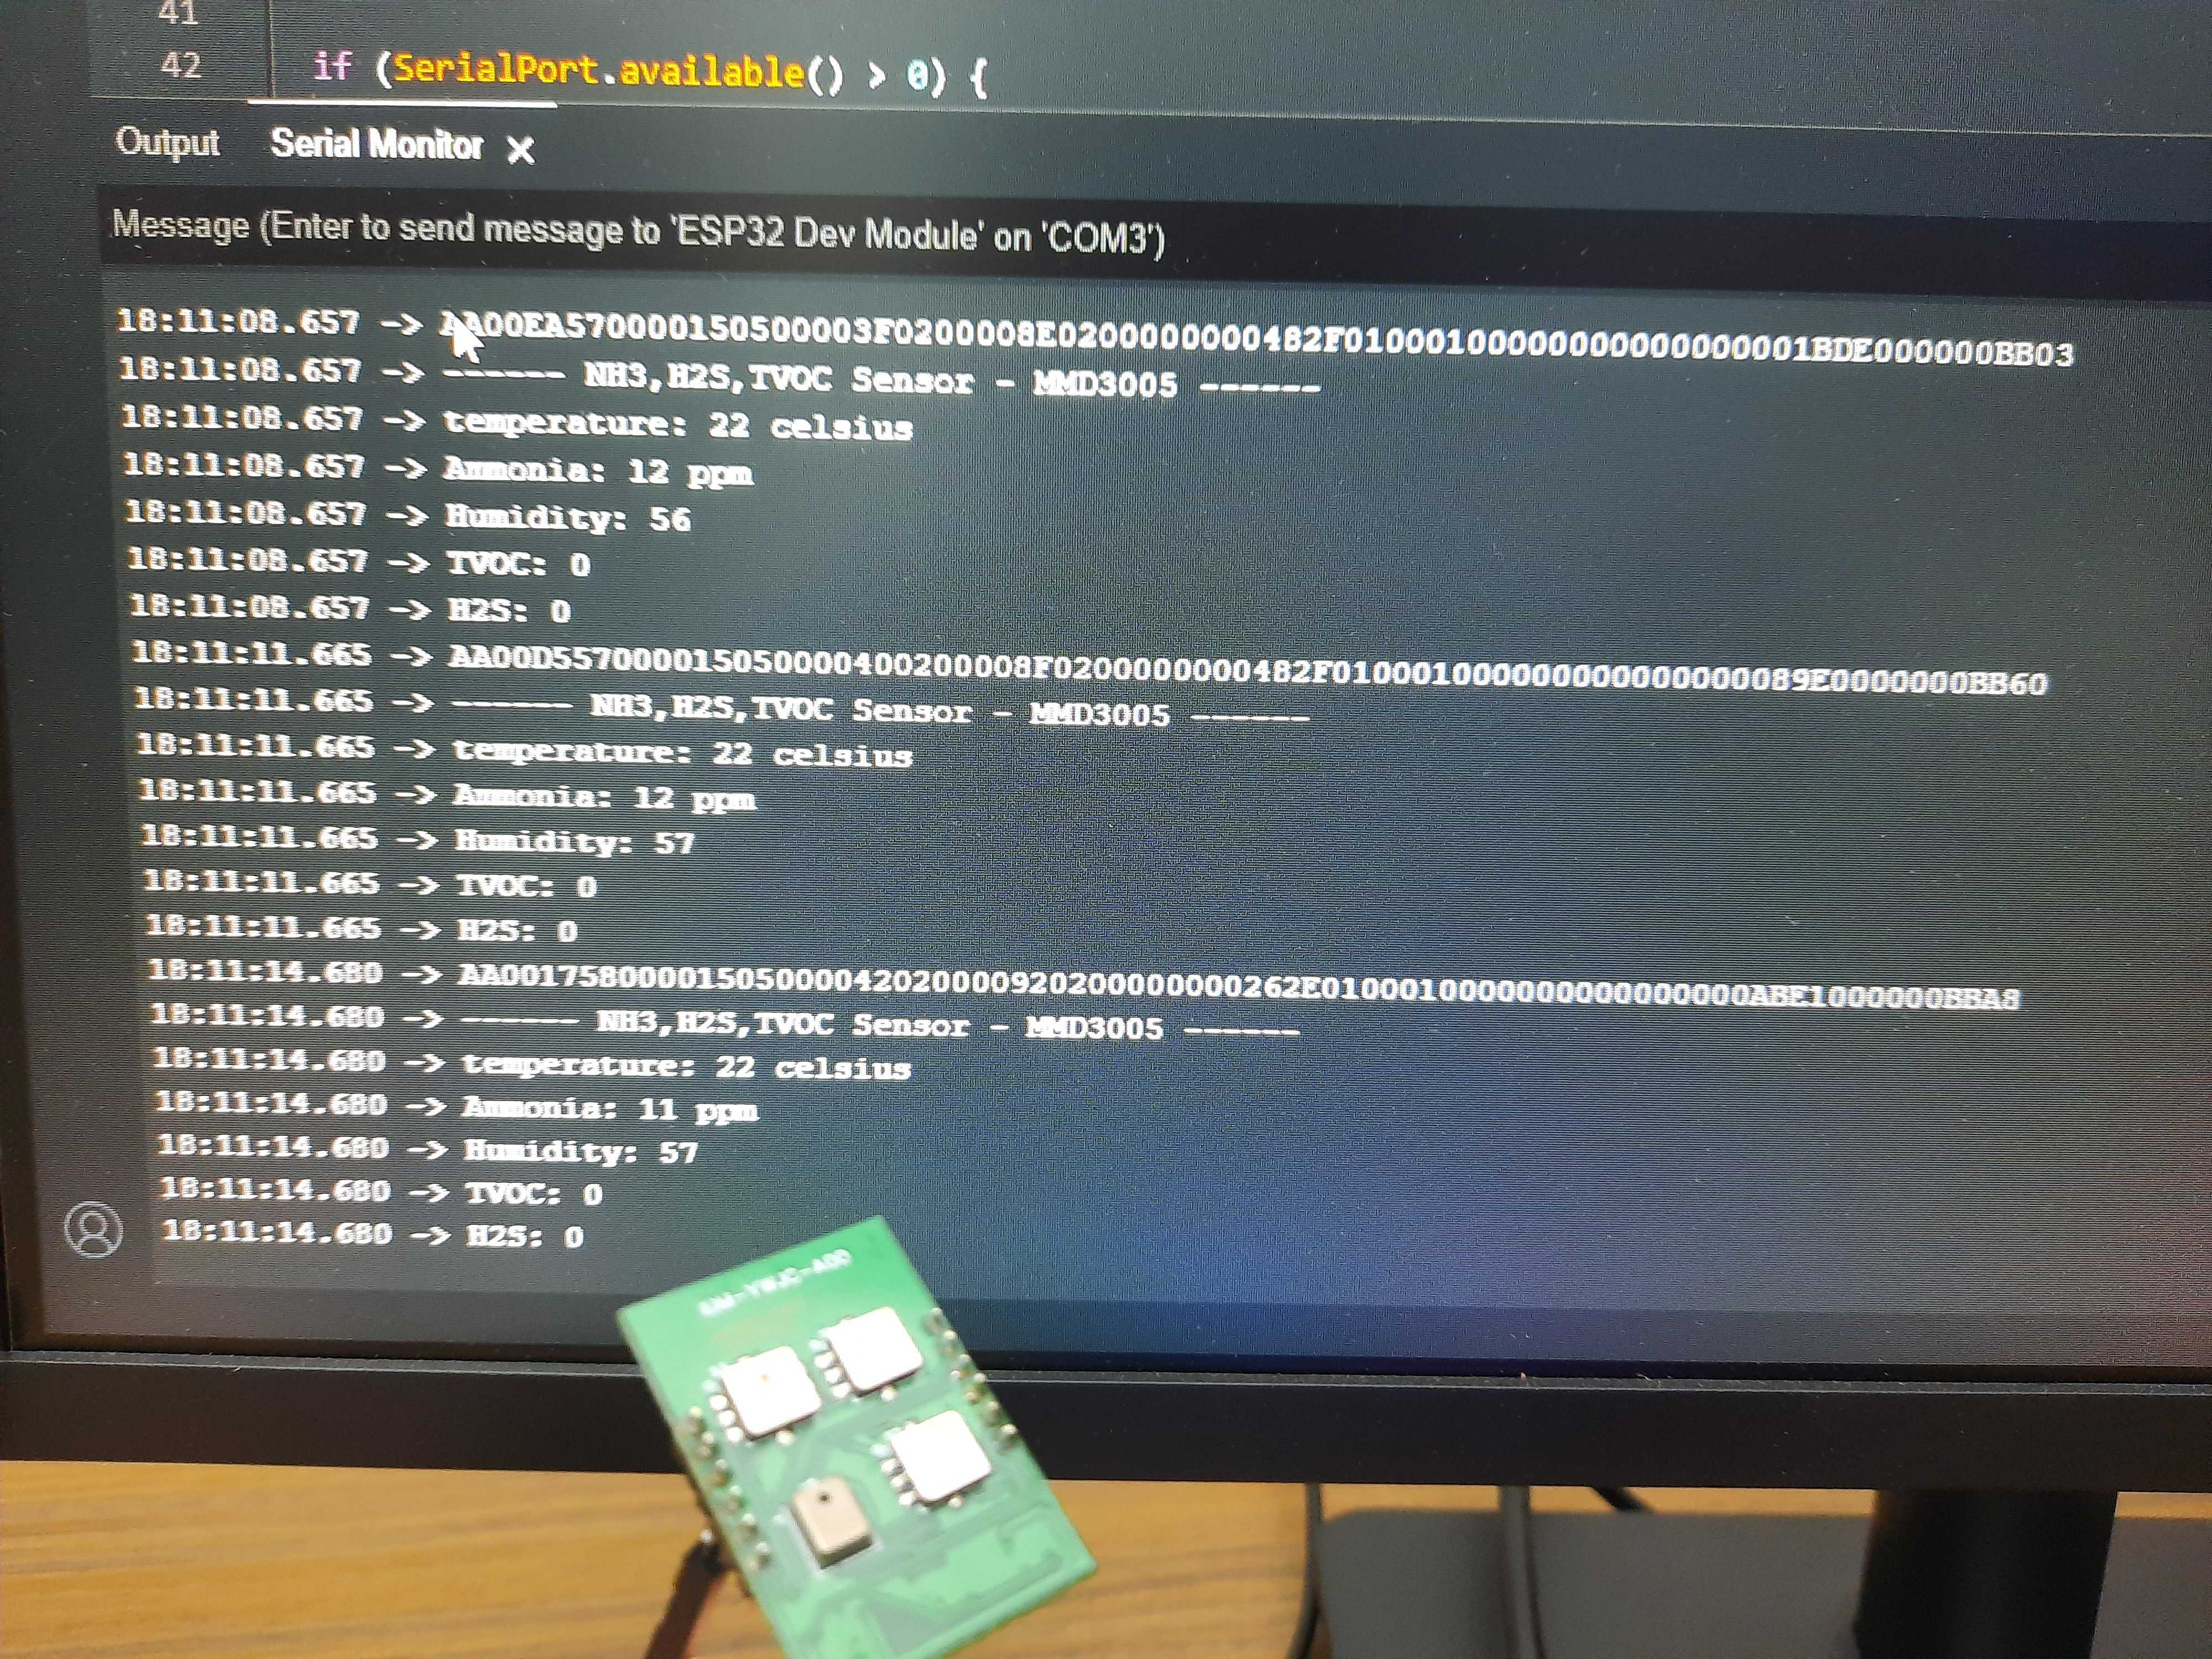 41
42 if (SerialPort.available() > 0) {
Output Serial Monitor
Message (Enter to send message to 'ESP32 Dev Module' on 'COM3')
18:11:08.657 -> AA00EA570000150500003F0200008E0200000000482F01000100000000000000001BDE000000BB03
18:11:08.657 -> ------ NH3,H2S,TVOC Sensor - MMD3005 ------
18:11:08.657 -> temperature: 22 celsius
18:11:08.657 -> Ammonia: 12 ppm
18:11:08.657 -> Humidity: 56
18:11:08.657 -> TVOC: 0
18:11:08.657 -> H2S: 0
18:11:11.665 -> AA00D557000015050000400200008F0200000000482F010001000000000000000089E0000000BB60
18:11:11.665 -> ------ NH3,H2S,TVOC Sensor - MMD3005 ------
18:11:11.665 -> temperature: 22 celsius
18:11:11.665 -> Ammonia: 12 ppm
18:11:11.665 -> Humidity: 57
18:11:11.665 -> TVOC: 0
18:11:11.665 -> H2S: 0
18:11:14.680 -> AA00175800001505000042020000920200000000262E0100010000000000000000ABE1000000BBA8
18:11:14.680 -> ------ NH3,H2S,TVOC Sensor - MMD3005 ------
18:11:14.680 -> temperature: 22 celsius
18:11:14.680 -> Ammonia: 11 ppm
18:11:14.680 -> Humidity: 57
18:11:14.680 -> TVOC: 0
18:11:14.680 -> H2S: 0